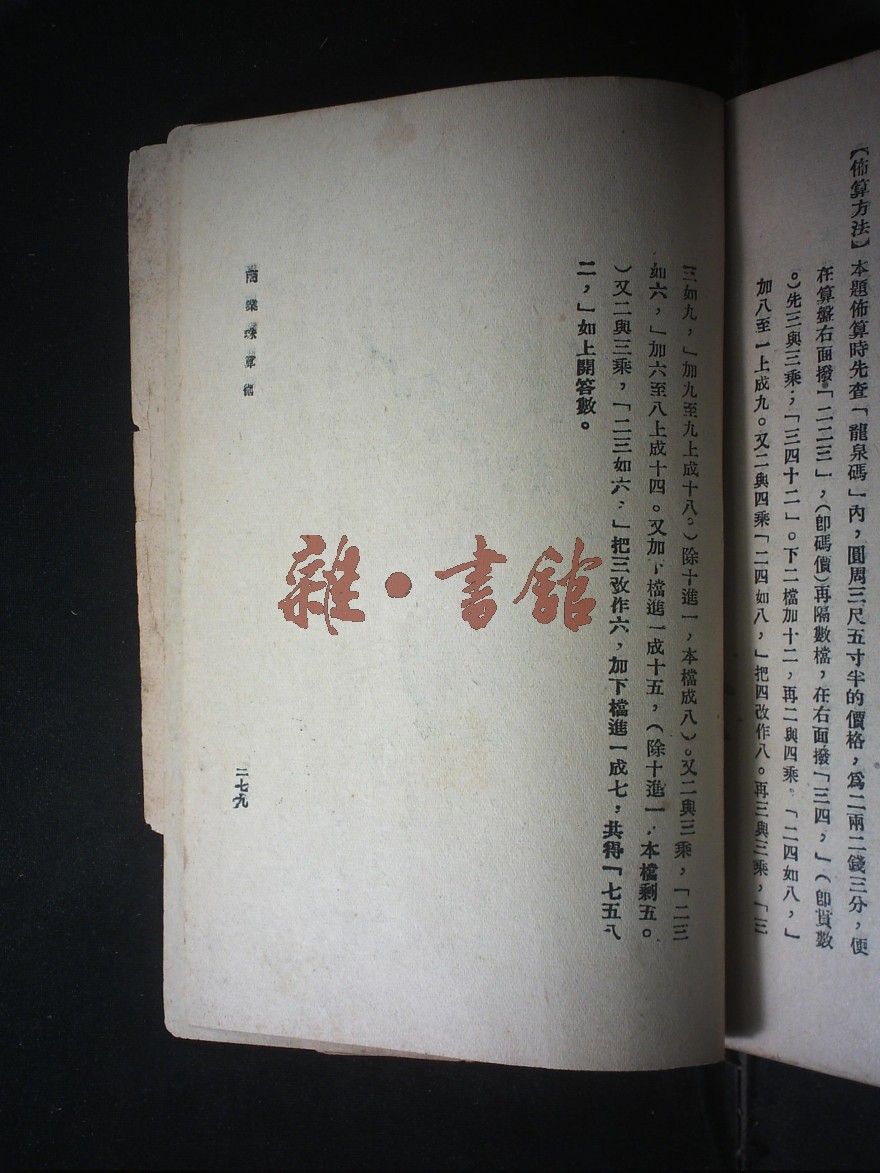 【佈算方法】本題佈算時先查「龍泉碼」內，圓周三尺五寸半的價格，爲二兩二錢三分，便
在算盤右面撥「二二三」，（卽碼價）再隔數檔，在右面撥「三四，」（卽貫數
。）先三與三乘；「三四十二」。下二檔加十二，再二與四乘。「二四如八，」
加八至一上成九。又二與四乘「二四如八，」把四改作八。再三與三乘，「三
三如九，」加九至九上成十八。）除十進一，本檔成八）。又二與三乘，「二三
如六，」加六至八上成十四。又加下檔進一成十五，（除十進一，本檔剩五。
）又二與三乘，「二三如六，」把三改作六，加下檔進一成七，共得「七五八
二，」如上開答數。
商業珠算
二七九
雜·書館